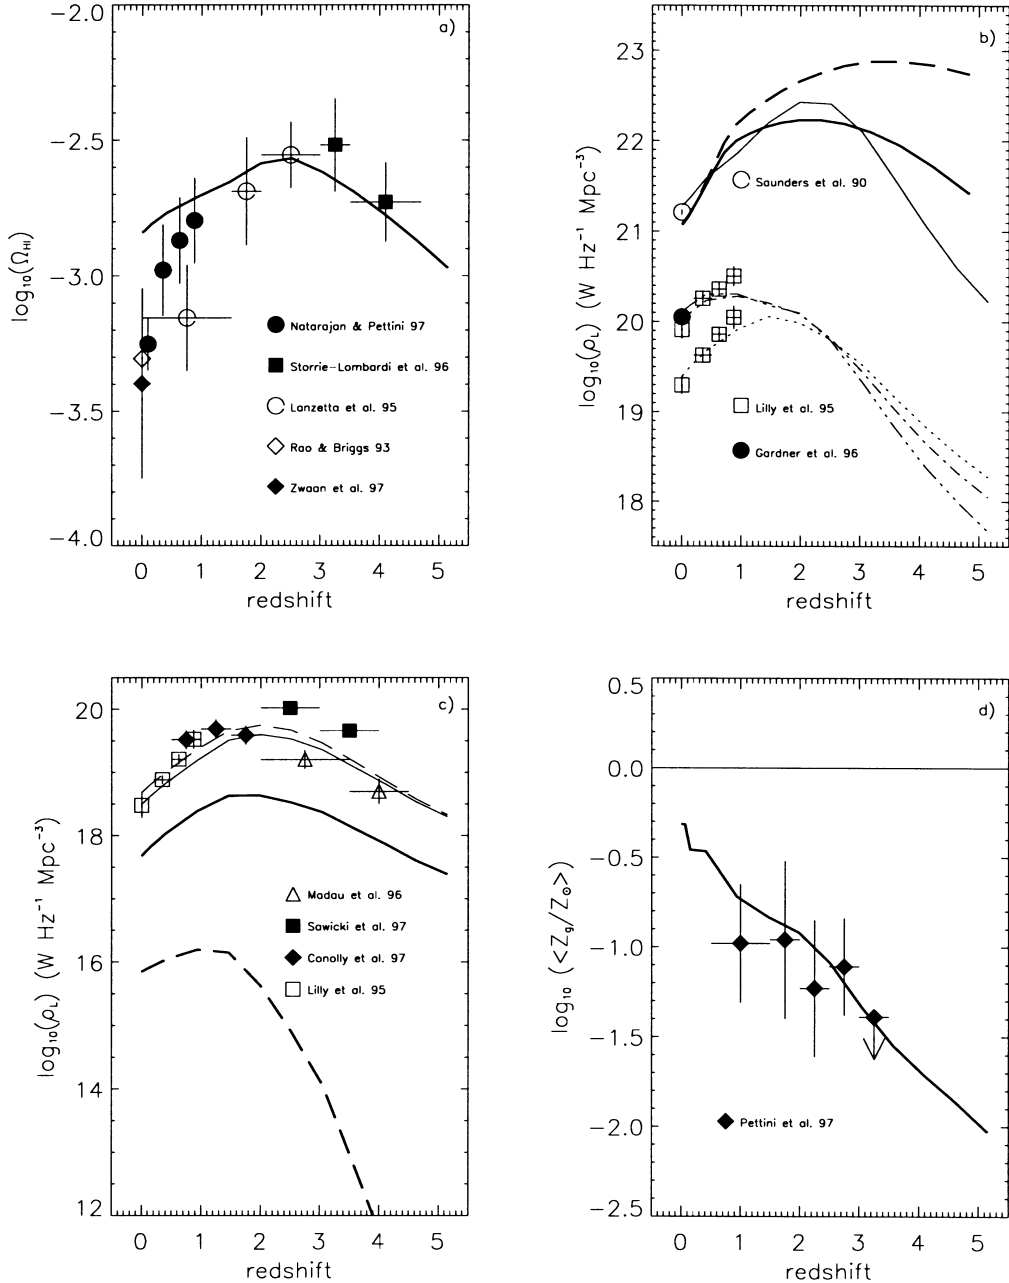 a)
−2.0
−2.5
−3.0
−3.5
−4.0
log₁₀(Ω_HI)
Natarajan & Pettini 97
Storrie−Lombardi et al. 96
Lanzetta et al. 95
Rao & Briggs 93
Zwaan et al. 97
0 1 2 3 4 5
redshift
b)
23
22
21
20
19
18
log₁₀(ρ_L) (W Hz⁻¹ Mpc⁻³)
Saunders et al. 90
Lilly et al. 95
Gardner et al. 96
0 1 2 3 4 5
redshift
c)
20
18
16
14
12
log₁₀(ρ_L) (W Hz⁻¹ Mpc⁻³)
Madau et al. 96
Sawicki et al. 97
Conolly et al. 97
Lilly et al. 95
0 1 2 3 4 5
redshift
d)
0.5
0.0
−0.5
−1.0
−1.5
−2.0
−2.5
log₁₀ (<Z_g/Z_⊙>)
Pettini et al. 97
0 1 2 3 4 5
redshift